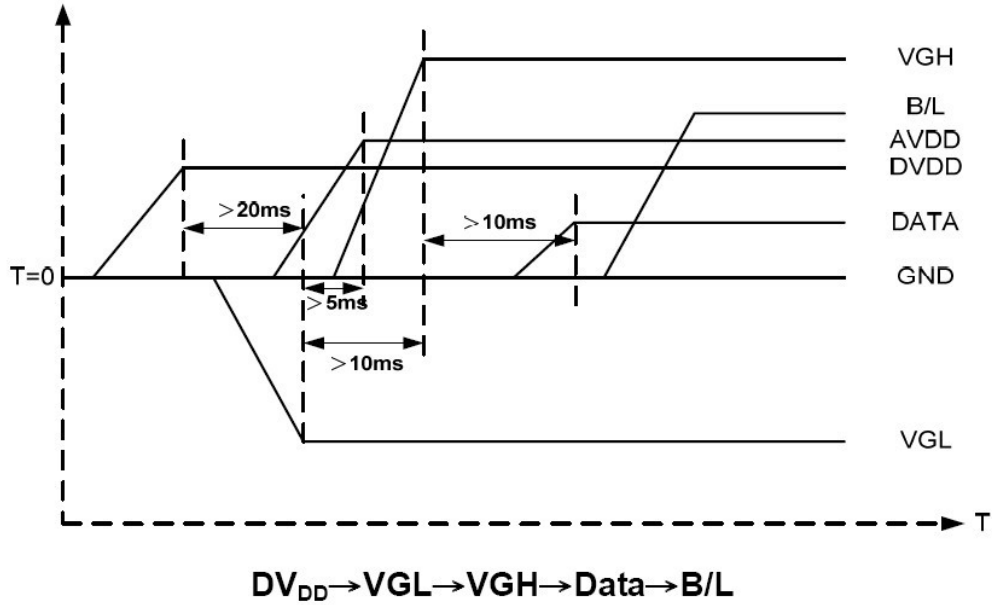 VGH
B/L
AVDD
DVDD
>20ms
>10ms
DATA
T=0
GND
>5ms
>10ms
VGL
T
DVDD→VGL→VGH→Data→B/L